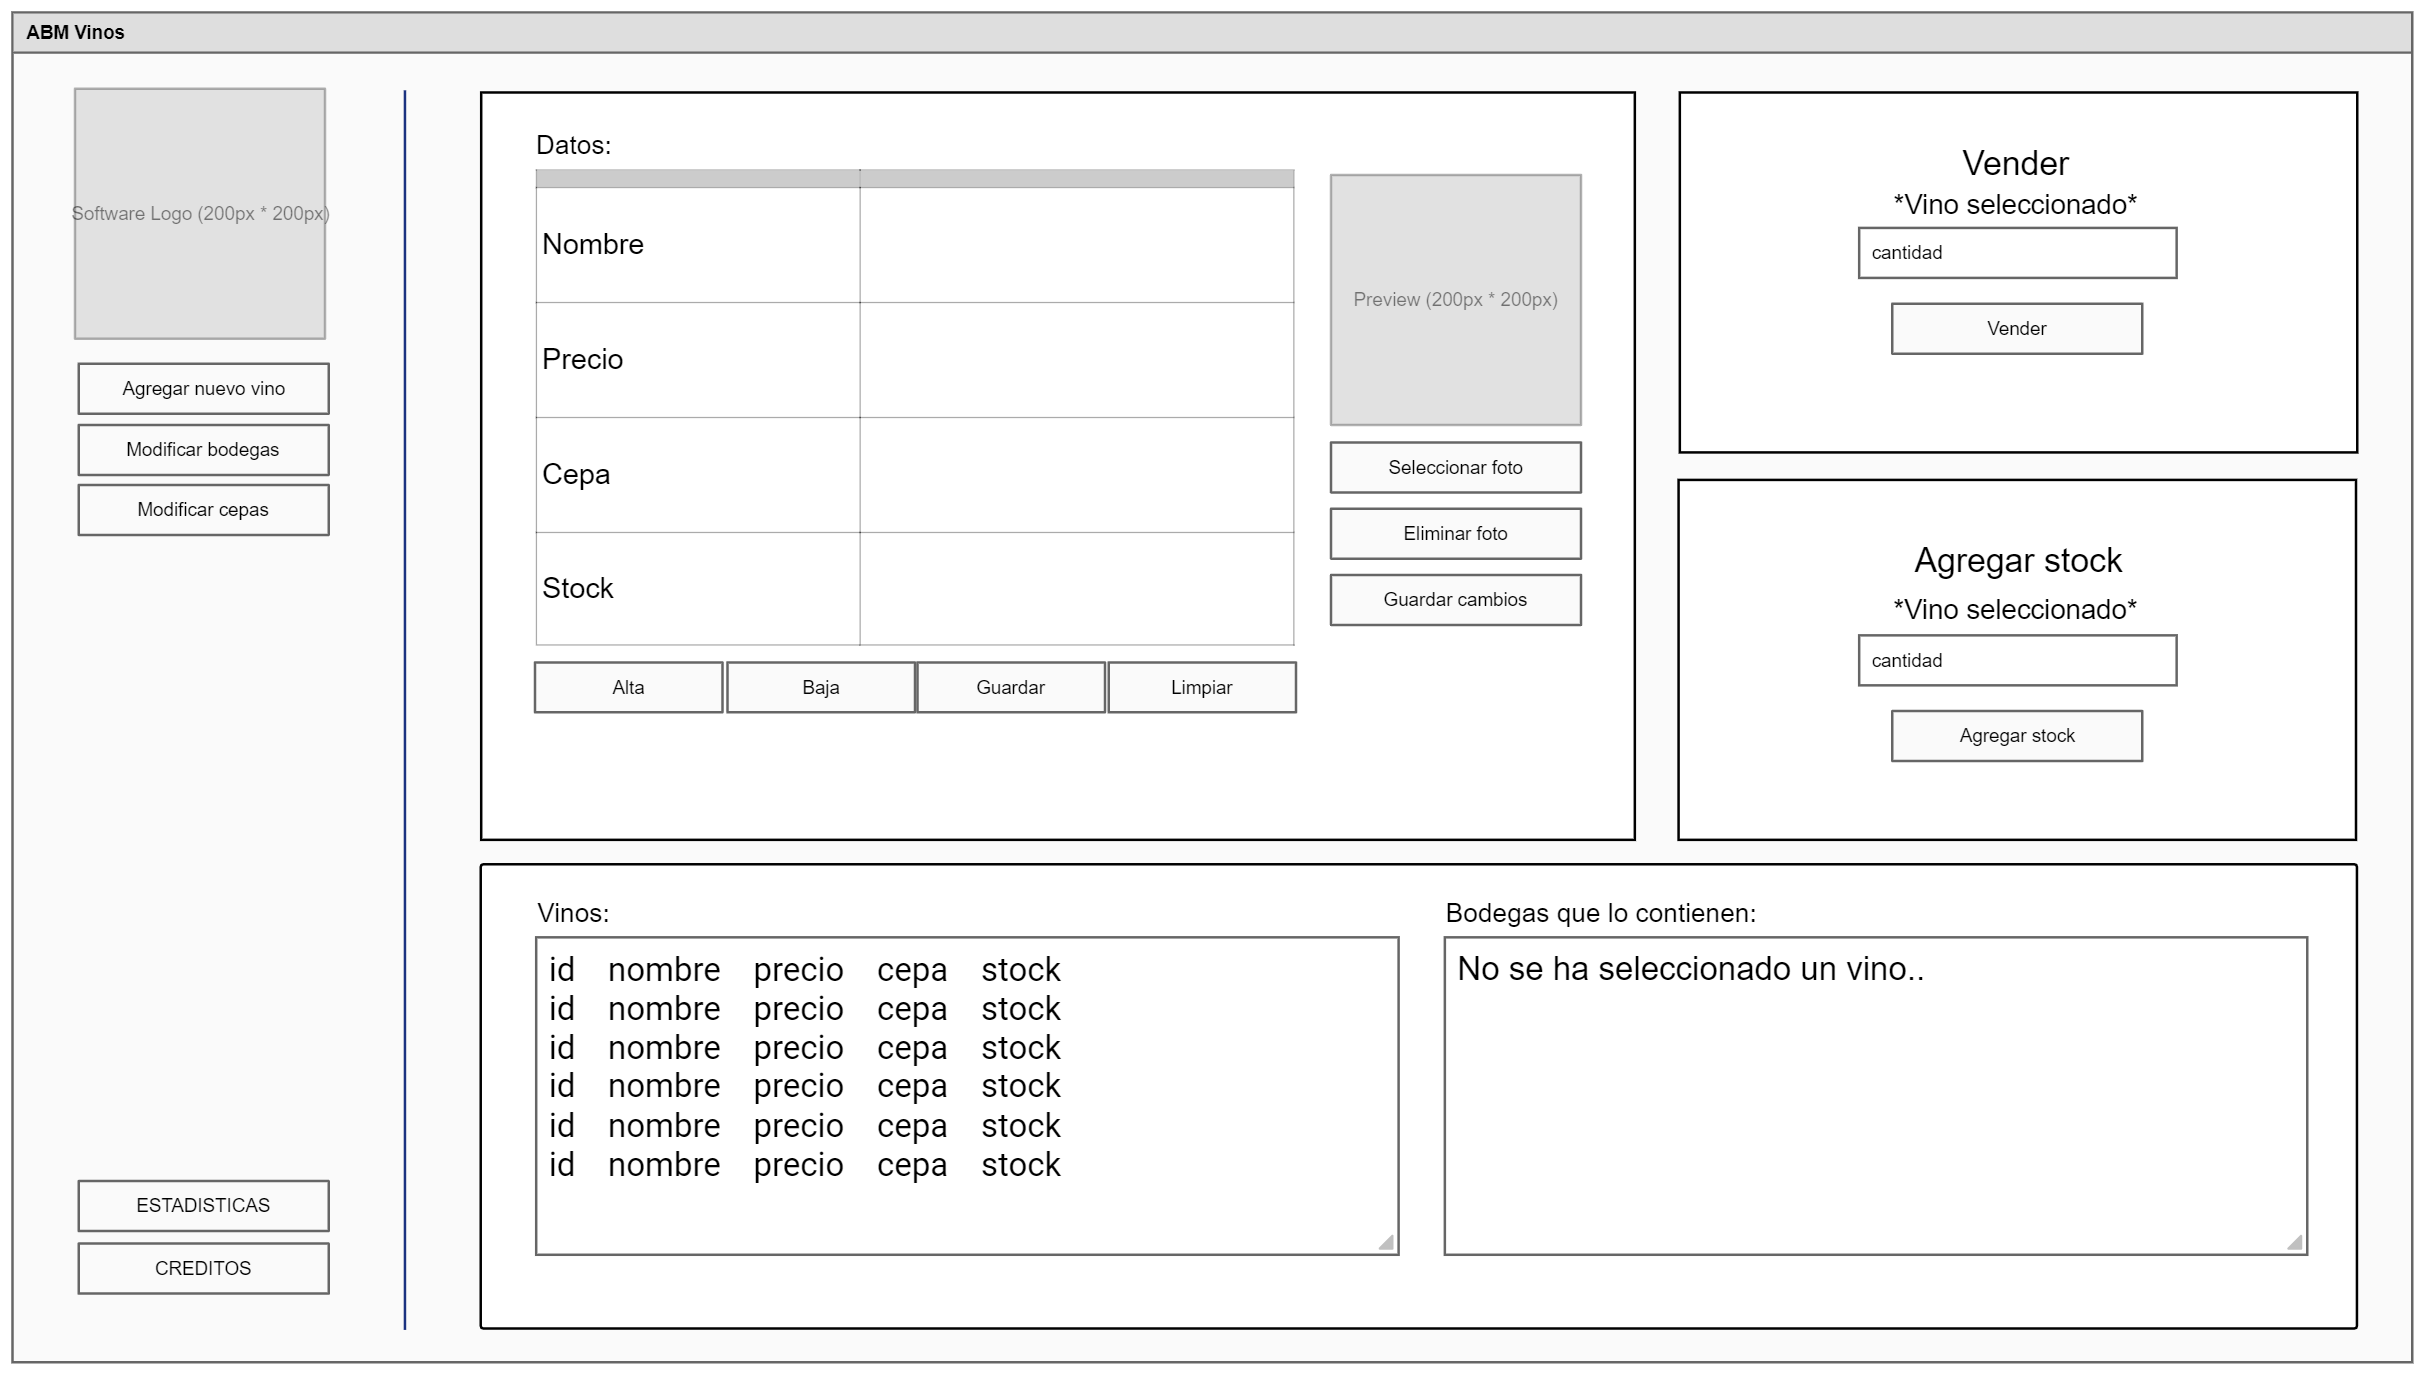 ABM Vinos
Software Logo (200px * 200px)
Agregar nuevo vino
Modificar bodegas
Modificar cepas
ESTADISTICAS
CREDITOS
Datos:
Nombre
Precio
Cepa
Stock
Alta Baja Guardar Limpiar
Preview (200px * 200px)
Seleccionar foto
Eliminar foto
Guardar cambios
Vender
*Vino seleccionado*
cantidad
Vender
Agregar stock
*Vino seleccionado*
cantidad
Agregar stock
Vinos:
id nombre precio cepa stock
id nombre precio cepa stock
id nombre precio cepa stock
id nombre precio cepa stock
id nombre precio cepa stock
id nombre precio cepa stock
Bodegas que lo contienen:
No se ha seleccionado un vino..